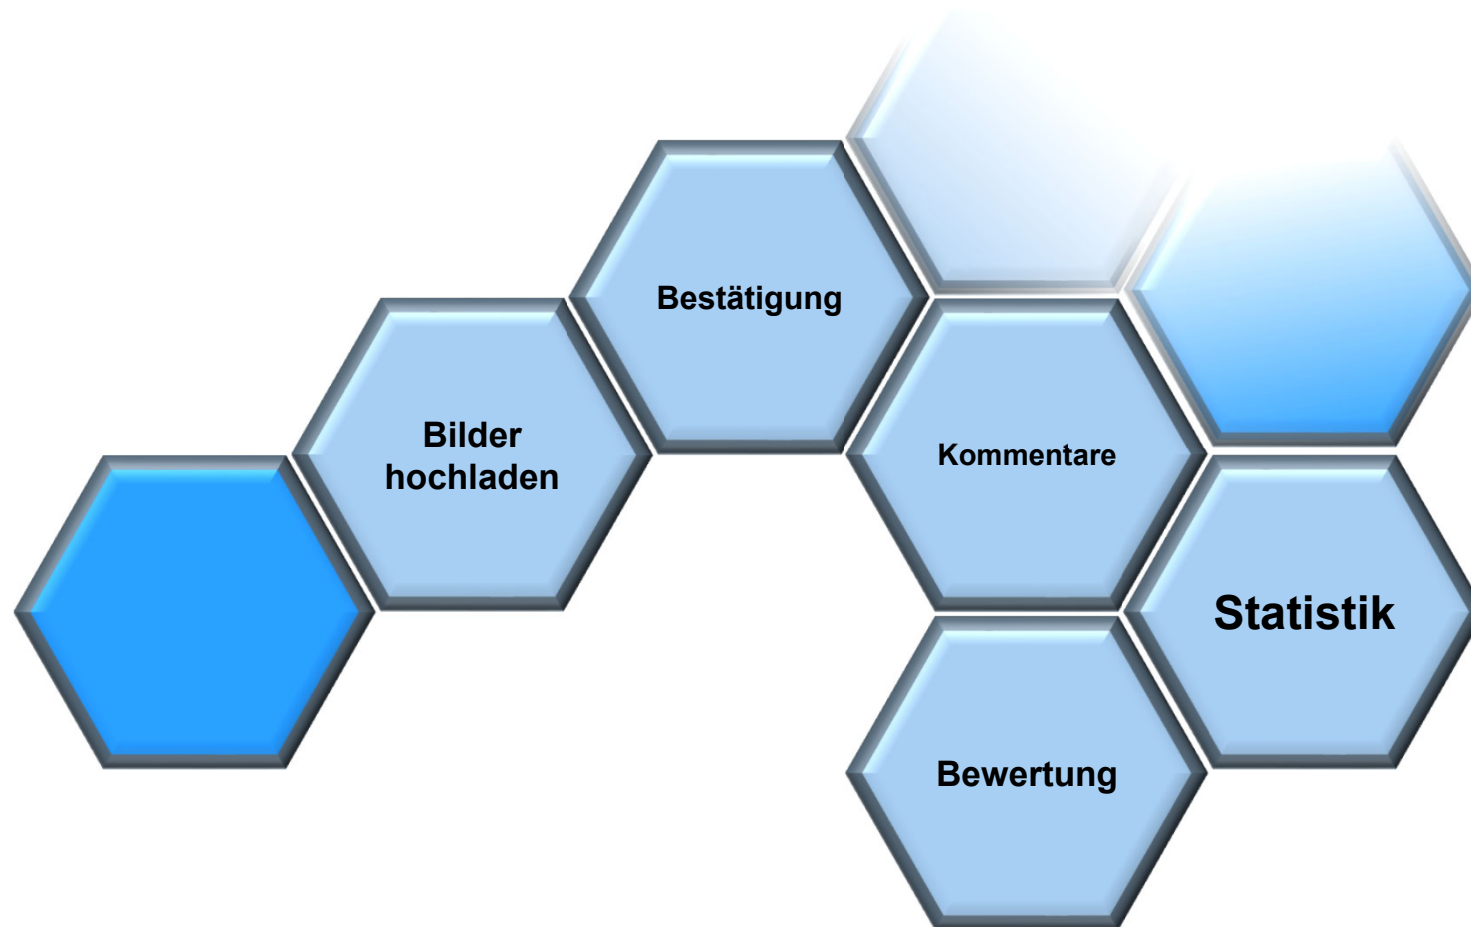 Bestätigung
Bilder
hochladen
Kommentare
Statistik
Bewertung